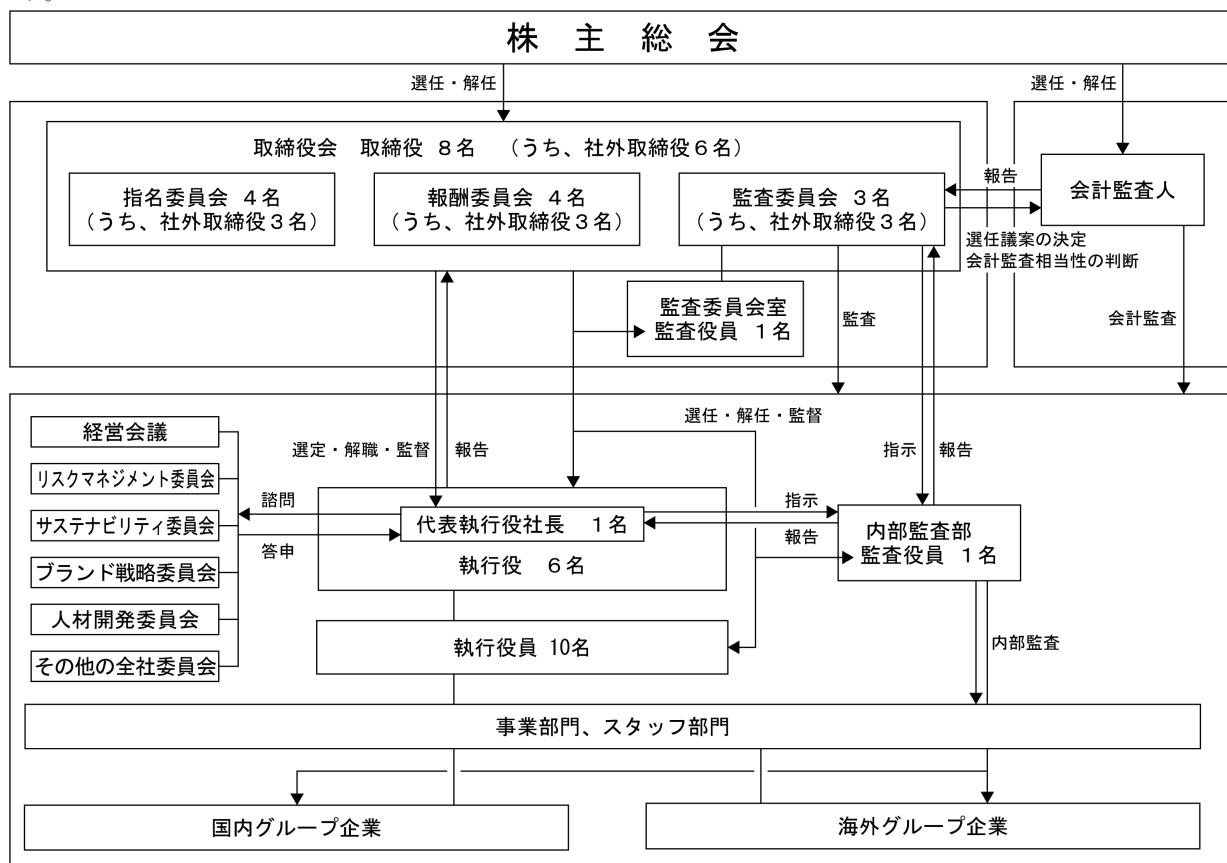 株 主 総 会
選任・解任
選任・解任
取締役会 取締役 8名 (うち、社外取締役6名)
指名委員会 4名
(うち、社外取締役3名)
報酬委員会 4名
(うち、社外取締役3名)
監査委員会 3名
(うち、社外取締役3名)
報告
会計監査人
選任議案の決定
会計監査相当性の判断
監査委員会室
監査役員 1名
監査
会計監査
経営会議
リスクマネジメント委員会
サステナビリティ委員会
ブランド戦略委員会
人材開発委員会
その他の全社委員会
選定・解職・監督
報告
選任・解任・監督
指示
報告
諮問
答申
代表執行役社長 1名
執行役 6名
指示
報告
内部監査部
監査役員 1名
執行役員 10名
内部監査
事業部門、スタッフ部門
国内グループ企業
海外グループ企業